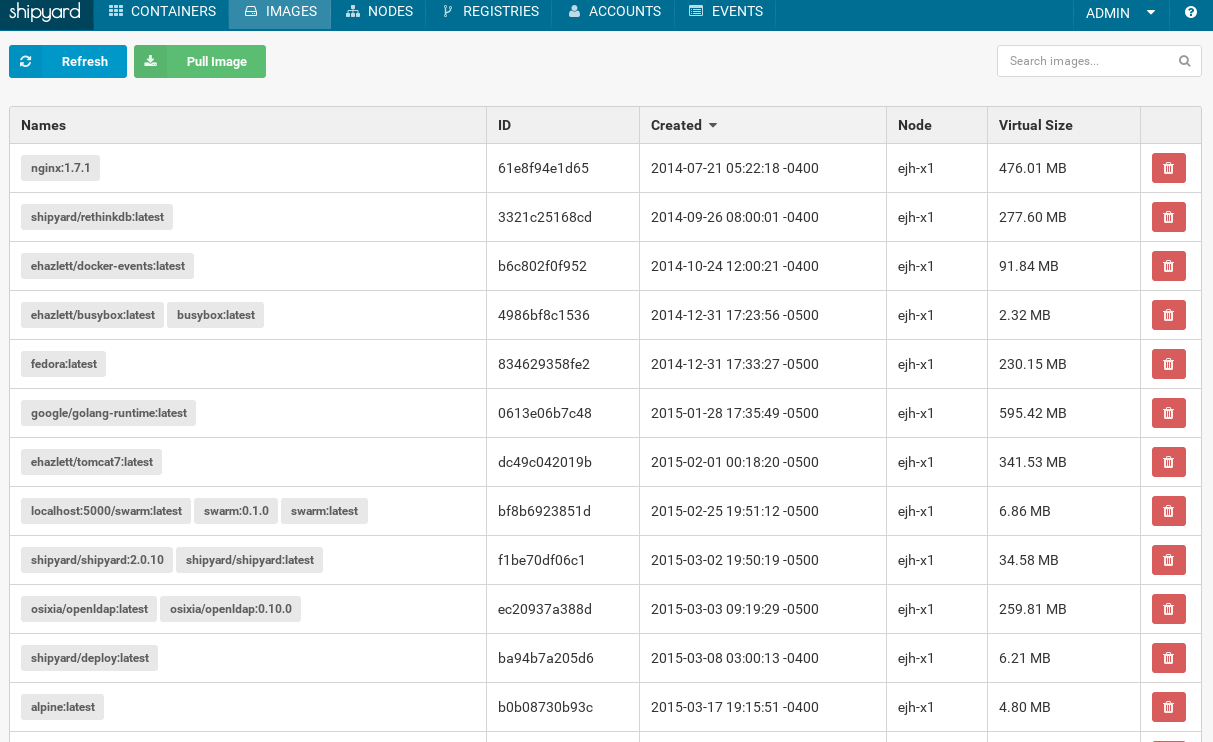 shipyard CONTAINERS IMAGES NODES REGISTRIES ACCOUNTS EVENTS ADMIN
Refresh Pull Image Search images...
Names ID Created Node Virtual Size
nginx:1.7.1 61e8f94e1d65 2014-07-21 05:22:18 -0400 ejh-x1 476.01 MB
shipyard/rethinkdb:latest 3321c25168cd 2014-09-26 08:00:01 -0400 ejh-x1 277.60 MB
ehazlett/docker-events:latest b6c802f0f952 2014-10-24 12:00:21 -0400 ejh-x1 91.84 MB
ehazlett/busybox:latest busybox:latest 4986bf8c1536 2014-12-31 17:23:56 -0500 ejh-x1 2.32 MB
fedora:latest 834629358fe2 2014-12-31 17:33:27 -0500 ejh-x1 230.15 MB
google/golang-runtime:latest 0613e06b7c48 2015-01-28 17:35:49 -0500 ejh-x1 595.42 MB
ehazlett/tomcat7:latest dc49c042019b 2015-02-01 00:18:20 -0500 ejh-x1 341.53 MB
localhost:5000/swarm:latest swarm:0.1.0 swarm:latest bf8b6923851d 2015-02-25 19:51:12 -0500 ejh-x1 6.86 MB
shipyard/shipyard:2.0.10 shipyard/shipyard:latest f1be70df06c1 2015-03-02 19:50:19 -0500 ejh-x1 34.58 MB
osixia/openldap:latest osixia/openldap:0.10.0 ec20937a388d 2015-03-03 09:19:29 -0500 ejh-x1 259.81 MB
shipyard/deploy:latest ba94b7a205d6 2015-03-08 03:00:13 -0400 ejh-x1 6.21 MB
alpine:latest b0b08730b93c 2015-03-17 19:15:51 -0400 ejh-x1 4.80 MB